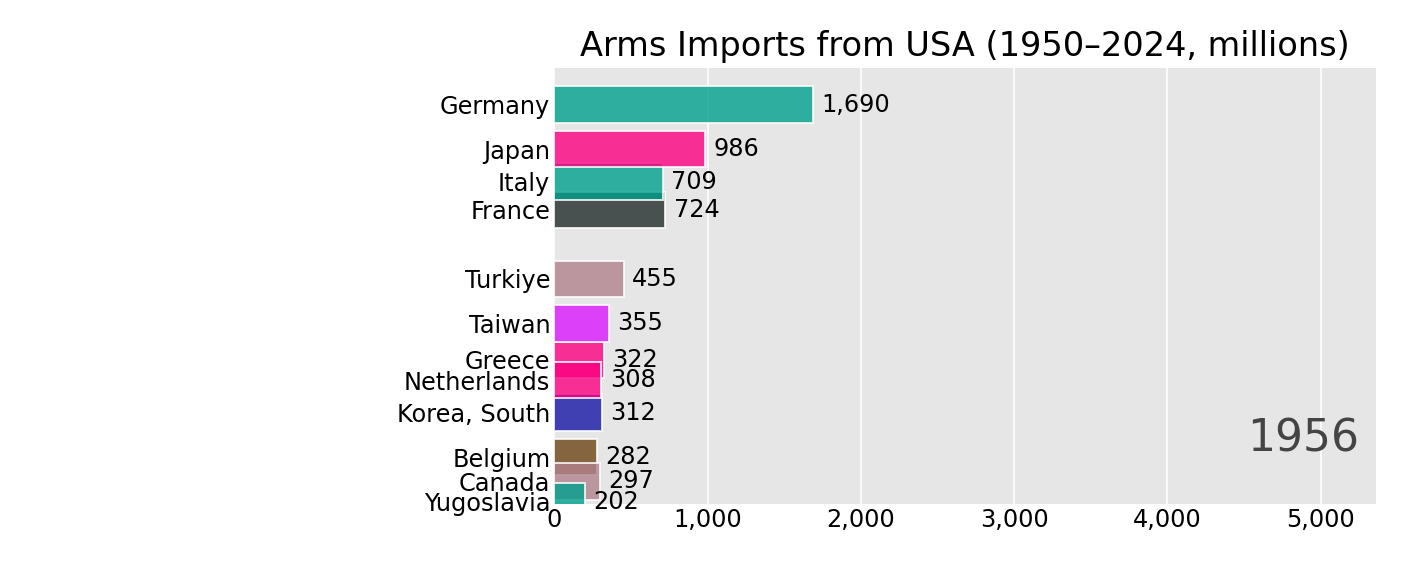 Arms Imports from USA (1950–2024, millions)
Germany 1,690
Japan 986
Italy 709
France 724
Turkiye 455
Taiwan 355
Greece 322
Netherlands 308
Korea, South 312
1956
Belgium 282
Canada 297
Yugoslavia 202
0 1,000 2,000 3,000 4,000 5,000